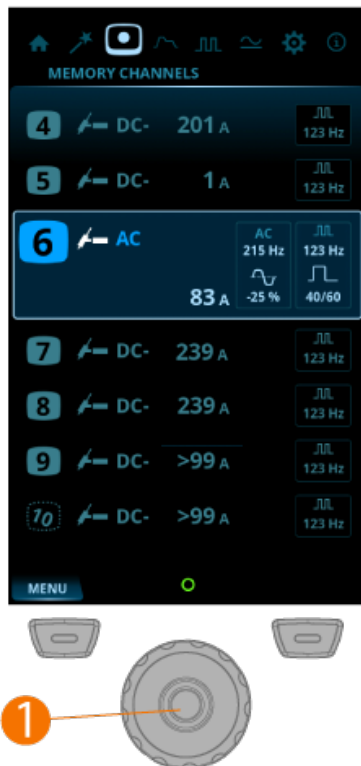 MEMORY CHANNELS
4 DC- 201 A 123 Hz
5 DC- 1 A 123 Hz
6 AC 83 A AC 215 Hz -25 % 123 Hz 40/60
7 DC- 239 A 123 Hz
8 DC- 239 A 123 Hz
9 DC- >99 A 123 Hz
10 DC- >99 A 123 Hz
MENU
1